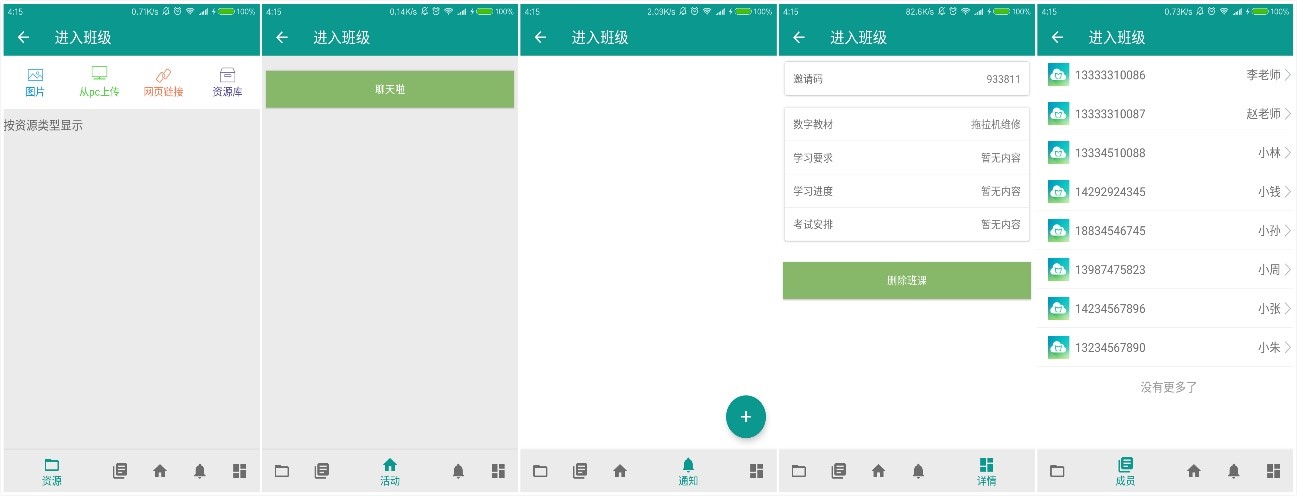 4:15 0.71K/s 100%
进入班级
图片 从pc上传 网页链接 资源库
按资源类型显示
资源
4:15 0.14K/s 100%
进入班级
聊天啦
活动
4:15 2.09K/s 100%
进入班级
+
通知
4:15 82.6K/s 100%
进入班级
邀请码 933811
数字教材 拖拉机维修
学习要求 暂无内容
学习进度 暂无内容
考试安排 暂无内容
删除班课
详情
4:15 0.73K/s 100%
进入班级
13333310086 李老师
13333310087 赵老师
13334510088 小林
14292924345 小钱
18834546745 小孙
13987475823 小周
14234567896 小张
13234567890 小朱
没有更多了
成员